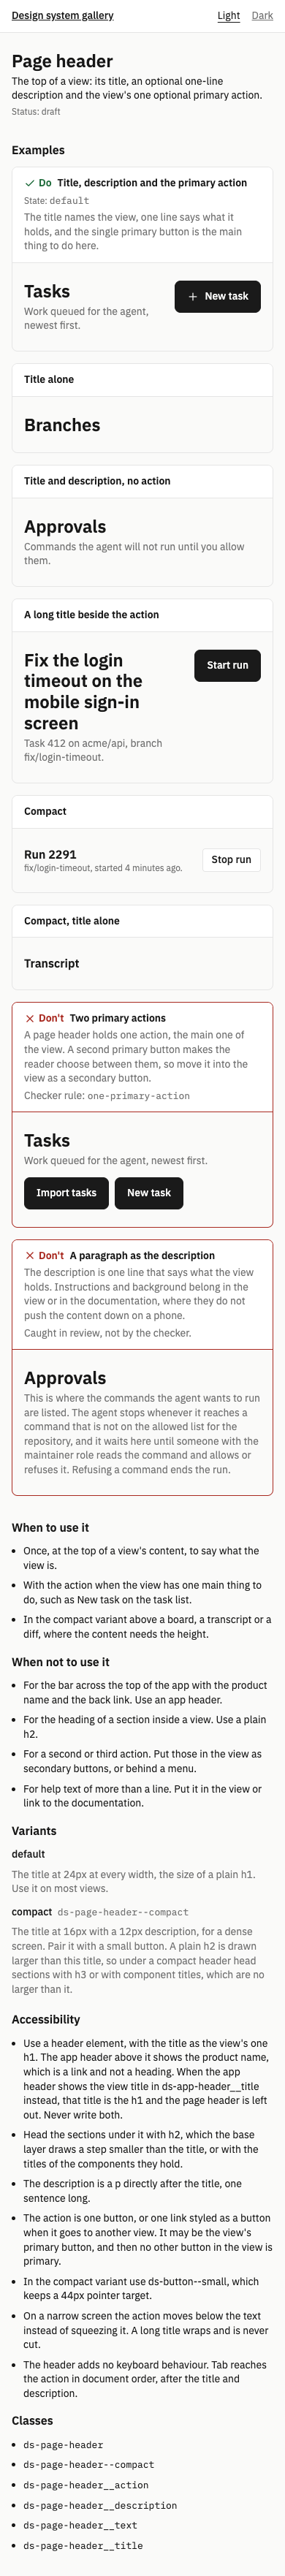 Design system gallery
Light
Dark
Page header
The top of a view: its title, an optional one-line
description and the view's one optional primary action.
Status: draft
Examples
Do Title, description and the primary action
State: default
The title names the view, one line says what it
holds, and the single primary button is the main
thing to do here.
Tasks
Work queued for the agent,
newest first.
New task
Title alone
Branches
Title and description, no action
Approvals
Commands the agent will not run until you allow
them.
A long title beside the action
Fix the login
timeout on the
mobile sign-in
screen
Task 412 on acme/api, branch
fix/login-timeout.
Start run
Compact
Run 2291
fix/login-timeout, started 4 minutes ago.
Stop run
Compact, title alone
Transcript
Don't Two primary actions
A page header holds one action, the main one of
the view. A second primary button makes the
reader choose between them, so move it into the
view as a secondary button.
Checker rule: one-primary-action
Tasks
Work queued for the agent, newest first.
Import tasks
New task
Don't A paragraph as the description
The description is one line that says what the view
holds. Instructions and background belong in the
view or in the documentation, where they do not
push the content down on a phone.
Caught in review, not by the checker.
Approvals
This is where the commands the agent wants to run
are listed. The agent stops whenever it reaches a
command that is not on the allowed list for the
repository, and it waits here until someone with the
maintainer role reads the command and allows or
refuses it. Refusing a command ends the run.
When to use it
Once, at the top of a view's content, to say what the
view is.
With the action when the view has one main thing to
do, such as New task on the task list.
In the compact variant above a board, a transcript or a
diff, where the content needs the height.
When not to use it
For the bar across the top of the app with the product
name and the back link. Use an app header.
For the heading of a section inside a view. Use a plain
h2.
For a second or third action. Put those in the view as
secondary buttons, or behind a menu.
For help text of more than a line. Put it in the view or
link to the documentation.
Variants
default
The title at 24px at every width, the size of a plain h1.
Use it on most views.
compact ds-page-header--compact
The title at 16px with a 12px description, for a dense
screen. Pair it with a small button. A plain h2 is drawn
larger than this title, so under a compact header head
sections with h3 or with component titles, which are no
larger than it.
Accessibility
Use a header element, with the title as the view's one
h1. The app header above it shows the product name,
which is a link and not a heading. When the app
header shows the view title in ds-app-header__title
instead, that title is the h1 and the page header is left
out. Never write both.
Head the sections under it with h2, which the base
layer draws a step smaller than the title, or with the
titles of the components they hold.
The description is a p directly after the title, one
sentence long.
The action is one button, or one link styled as a button
when it goes to another view. It may be the view's
primary button, and then no other button in the view is
primary.
In the compact variant use ds-button--small, which
keeps a 44px pointer target.
On a narrow screen the action moves below the text
instead of squeezing it. A long title wraps and is never
cut.
The header adds no keyboard behaviour. Tab reaches
the action in document order, after the title and
description.
Classes
ds-page-header
ds-page-header--compact
ds-page-header__action
ds-page-header__description
ds-page-header__text
ds-page-header__title